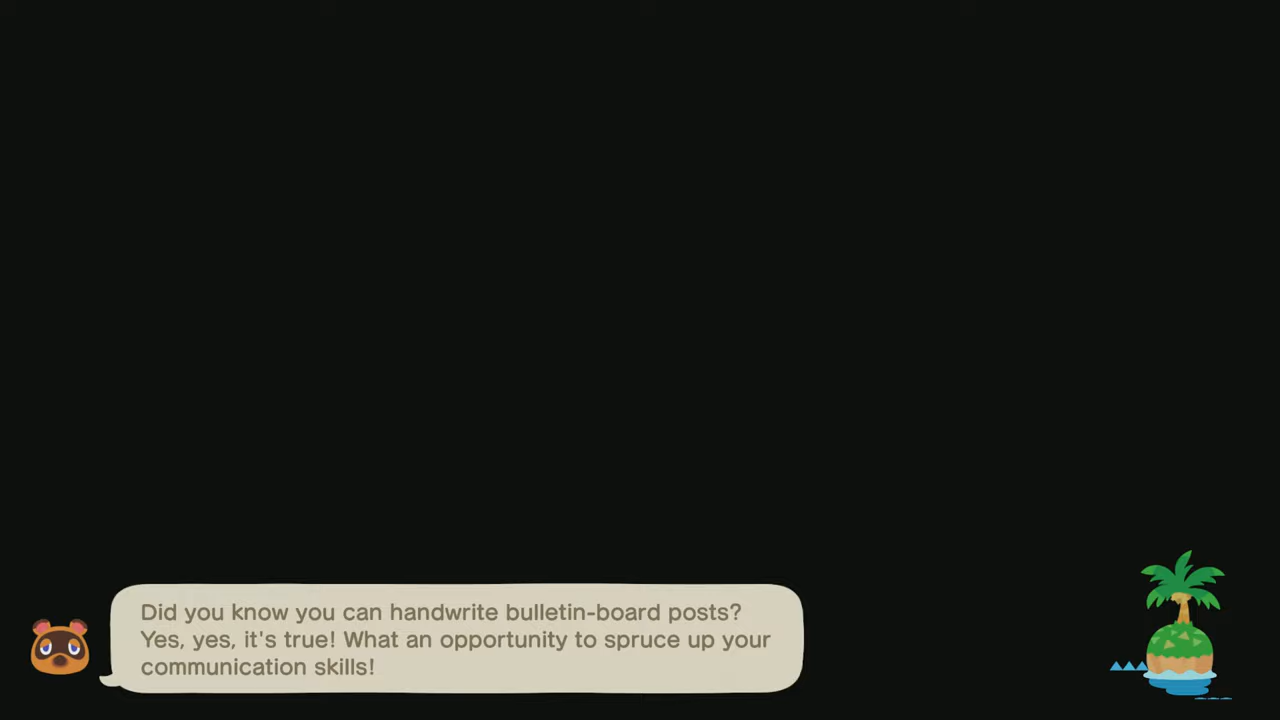 Did you know you can handwrite bulletin-board posts?
Yes, yes, it's true! What an opportunity to spruce up your
communication skills!